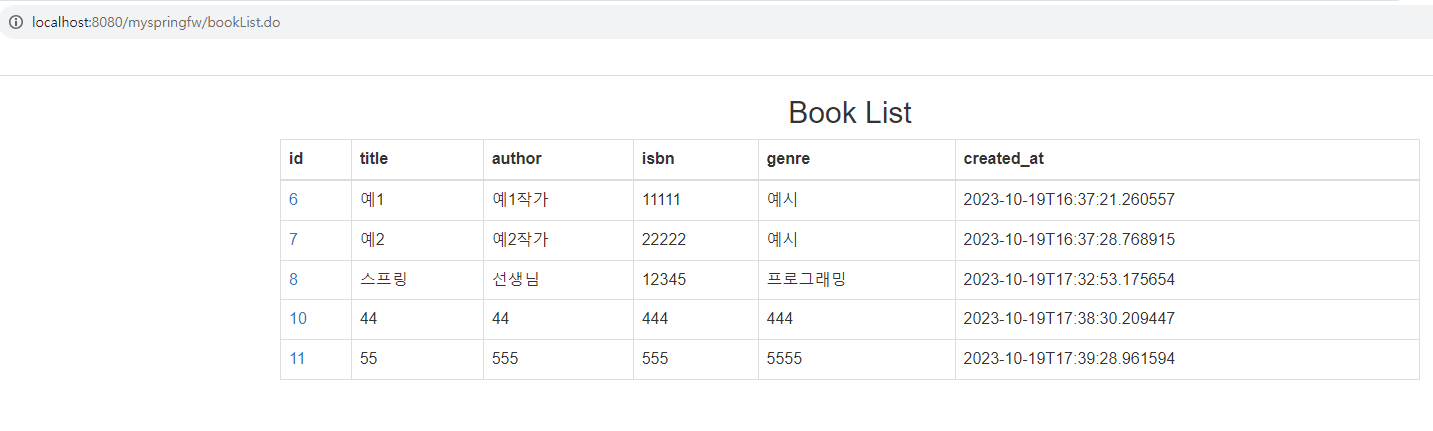 localhost:8080/myspringfw/bookList.do
Book List
id title author isbn genre created_at
6 예1 예1작가 11111 예시 2023-10-19T16:37:21.260557
7 예2 예2작가 22222 예시 2023-10-19T16:37:28.768915
8 스프링 선생님 12345 프로그래밍 2023-10-19T17:32:53.175654
10 44 44 444 444 2023-10-19T17:38:30.209447
11 55 555 555 5555 2023-10-19T17:39:28.961594